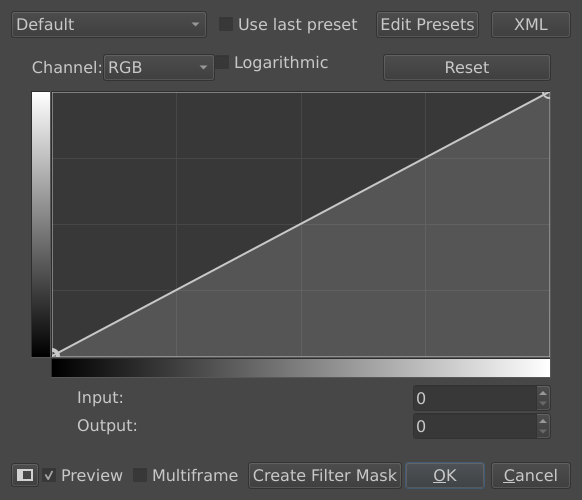 Default Use last preset Edit Presets XML
Channel: RGB Logarithmic Reset
Input: 0
Output: 0
Preview Multiframe Create Filter Mask OK Cancel